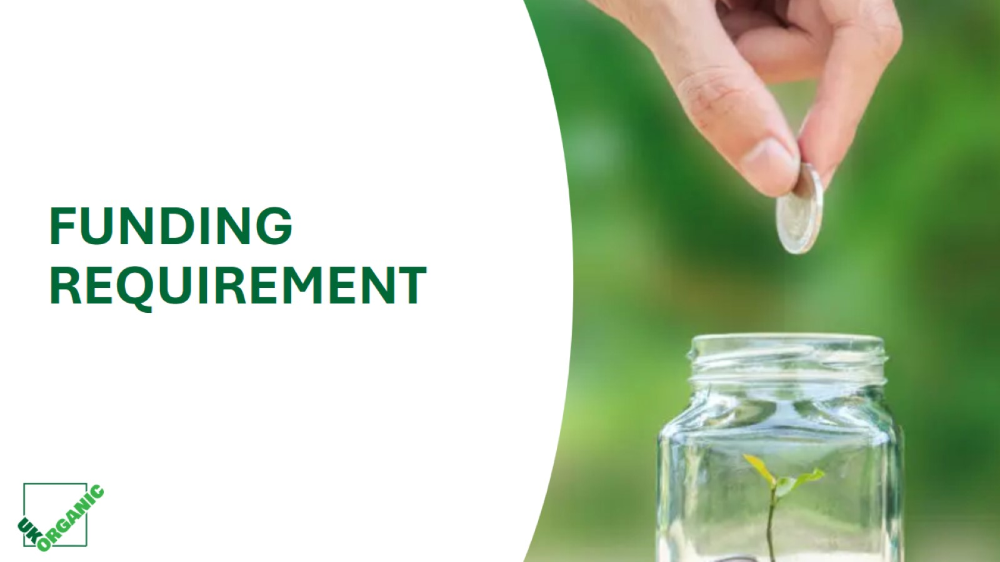 FUNDING
REQUIREMENT
UK
ORGANIC